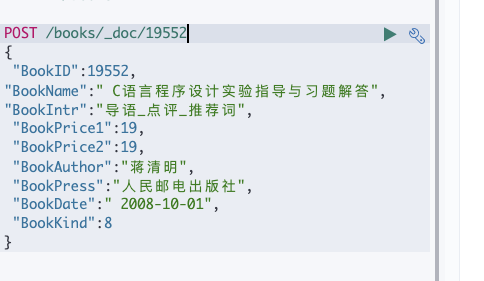 POST /books/_doc/19552
{
"BookID":19552,
"BookName":" C语言程序设计实验指导与习题解答",
"BookIntr":"导语_点评_推荐词",
"BookPrice1":19,
"BookPrice2":19,
"BookAuthor":"蒋清明",
"BookPress":"人民邮电出版社",
"BookDate":" 2008-10-01",
"BookKind":8
}